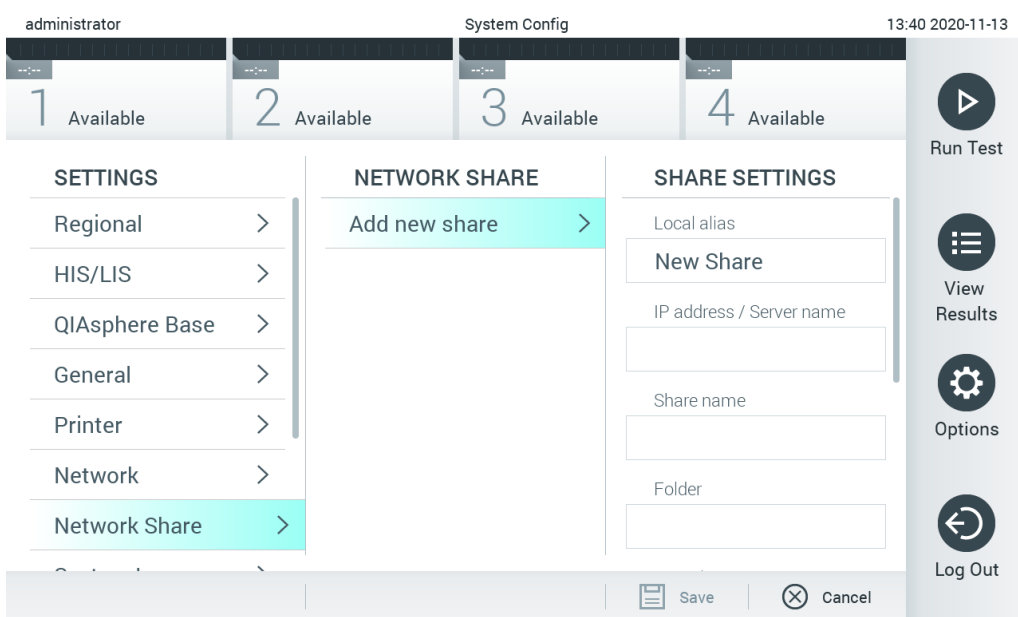 administrator System Config 13:40 2020-11-13
--:-- --:-- --:-- --:--
1 Available 2 Available 3 Available 4 Available
Run Test
View
Results
Options
Log Out
SETTINGS
Regional
HIS/LIS
QIAsphere Base
General
Printer
Network
Network Share
NETWORK SHARE
Add new share
SHARE SETTINGS
Local alias
New Share
IP address / Server name
Share name
Folder
Save Cancel